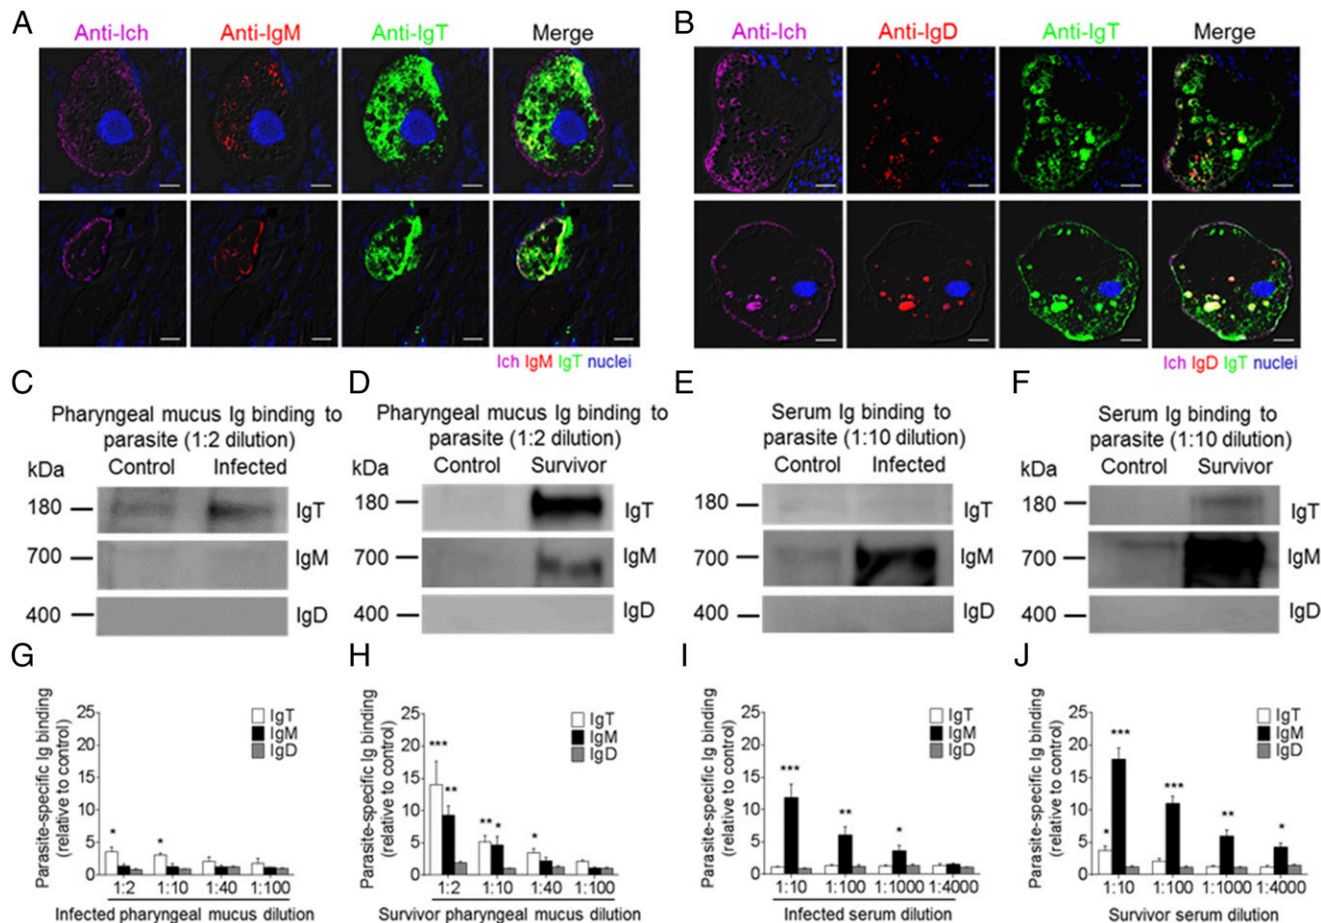 A
Anti-Ich Anti-IgM Anti-IgT Merge
Ich IgM IgT nuclei
B
Anti-Ich Anti-IgD Anti-IgT Merge
Ich IgD IgT nuclei
C
Pharyngeal mucus Ig binding to
parasite (1:2 dilution)
kDa Control Infected
180 IgT
700 IgM
400 IgD
D
Pharyngeal mucus Ig binding to
parasite (1:2 dilution)
kDa Control Survivor
180 IgT
700 IgM
400 IgD
E
Serum Ig binding to
parasite (1:10 dilution)
kDa Control Infected
180 IgT
700 IgM
400 IgD
F
Serum Ig binding to
parasite (1:10 dilution)
kDa Control Survivor
180 IgT
700 IgM
400 IgD
G
Parasite-specific Ig binding
(relative to control)
25
20
15
10
5
0
IgT
IgM
IgD
* *
1:2 1:10 1:40 1:100
Infected pharyngeal mucus dilution
H
Parasite-specific Ig binding
(relative to control)
25
20
15
10
5
0
IgT
IgM
IgD
*** ** ** * *
1:2 1:10 1:40 1:100
Survivor pharyngeal mucus dilution
I
Parasite-specific Ig binding
(relative to control)
25
20
15
10
5
0
IgT
IgM
IgD
*** ** *
1:10 1:100 1:1000 1:4000
Infected serum dilution
J
Parasite-specific Ig binding
(relative to control)
25
20
15
10
5
0
IgT
IgM
IgD
* *** *** ** *
1:10 1:100 1:1000 1:4000
Survivor serum dilution